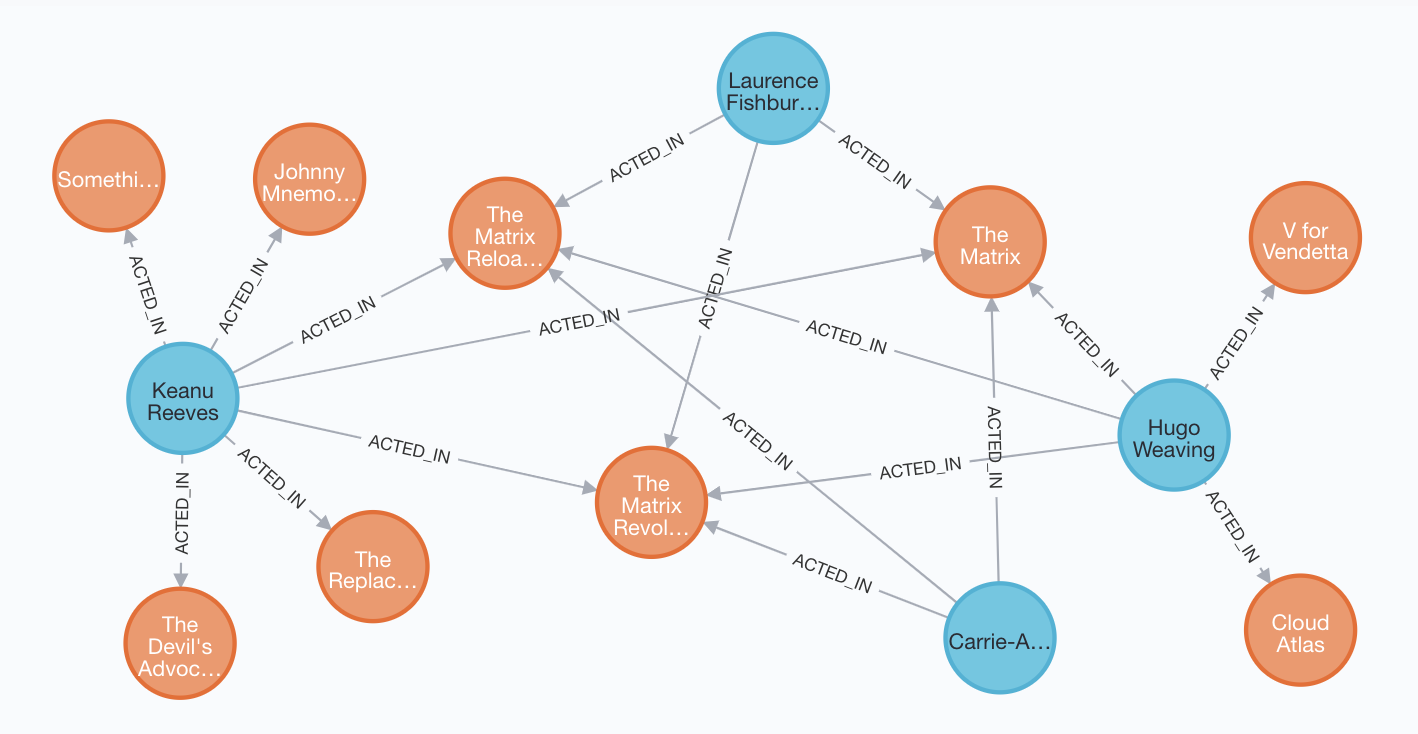 Laurence
Fishbur…
ACTED_IN
ACTED_IN
Somethi…
Johnny
Mnemo…
The
Matrix
Reloa…
The
Matrix
V for
Vendetta
ACTED_IN
ACTED_IN
ACTED_IN
ACTED_IN
ACTED_IN
ACTED_IN
ACTED_IN
ACTED_IN
Keanu
Reeves
ACTED_IN
ACTED_IN
ACTED_IN
ACTED_IN
Hugo
Weaving
ACTED_IN
ACTED_IN
ACTED_IN
The
Matrix
Revol…
ACTED_IN
The
Replac…
ACTED_IN
The
Devil's
Advoc…
Carrie-A…
Cloud
Atlas